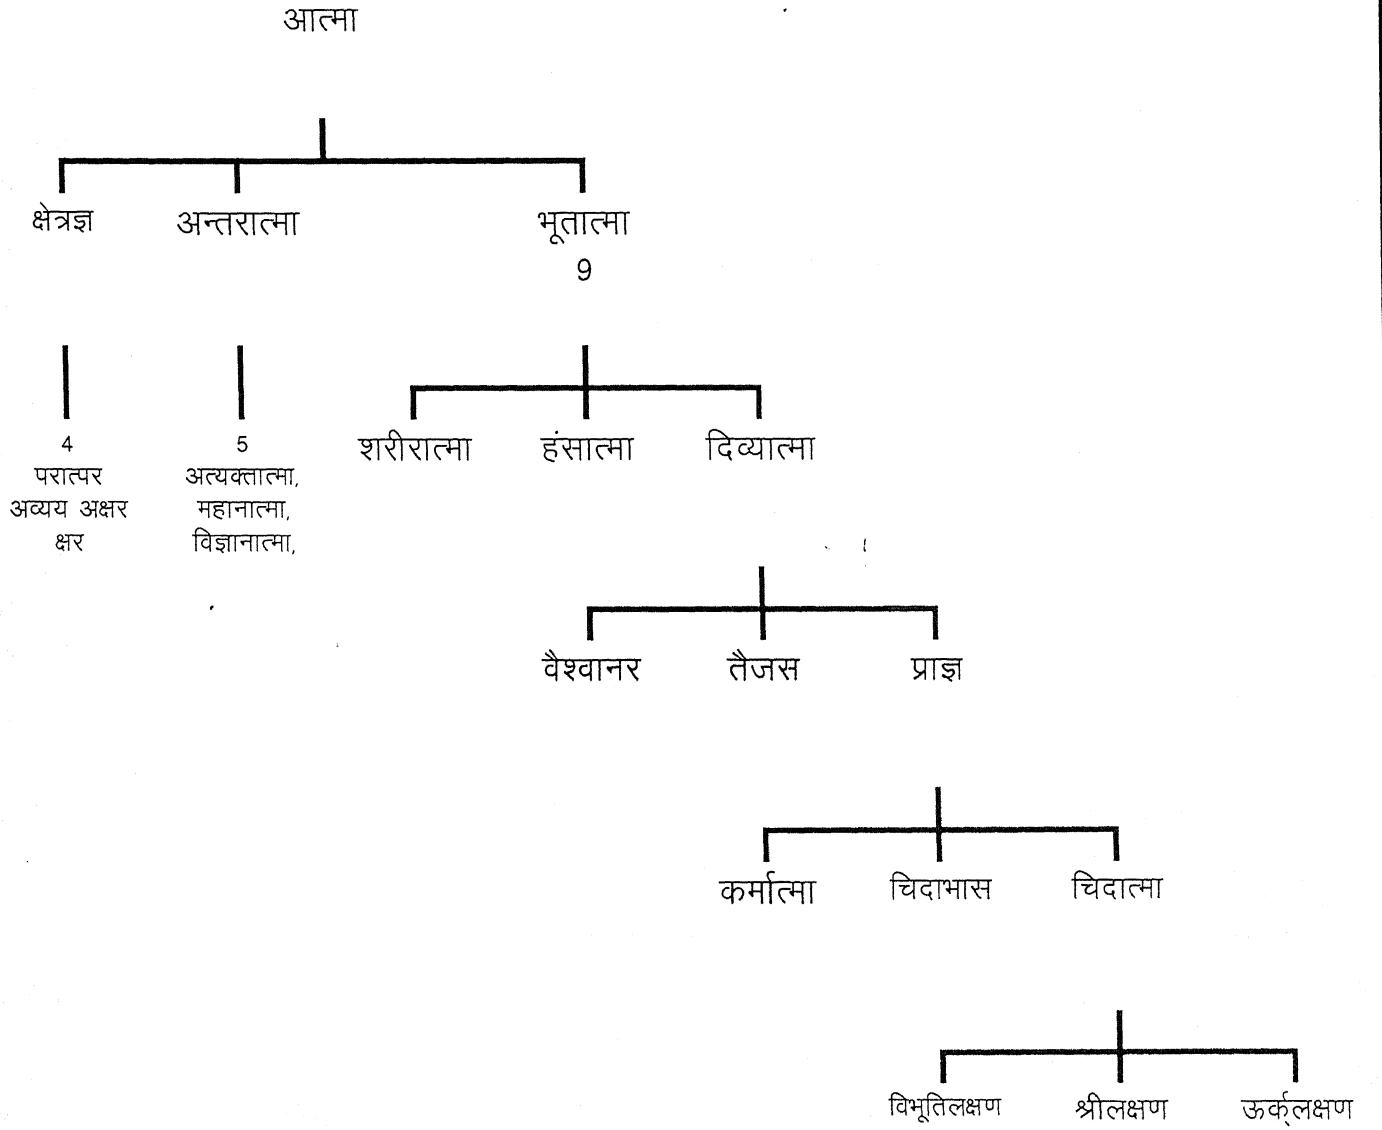 आत्मा
क्षेत्रज्ञ अन्तरात्मा भूतात्मा
9
4 5
शरीरात्मा हंसात्मा दिव्यात्मा
परात्पर
अव्यय अक्षर
क्षर
अत्यक्तात्मा,
महानात्मा,
विज्ञानात्मा,
वैश्वानर तैजस प्राज्ञ
कर्मात्मा चिदाभास चिदात्मा
विभूतिलक्षण श्रीलक्षण ऊर्क्लक्षण